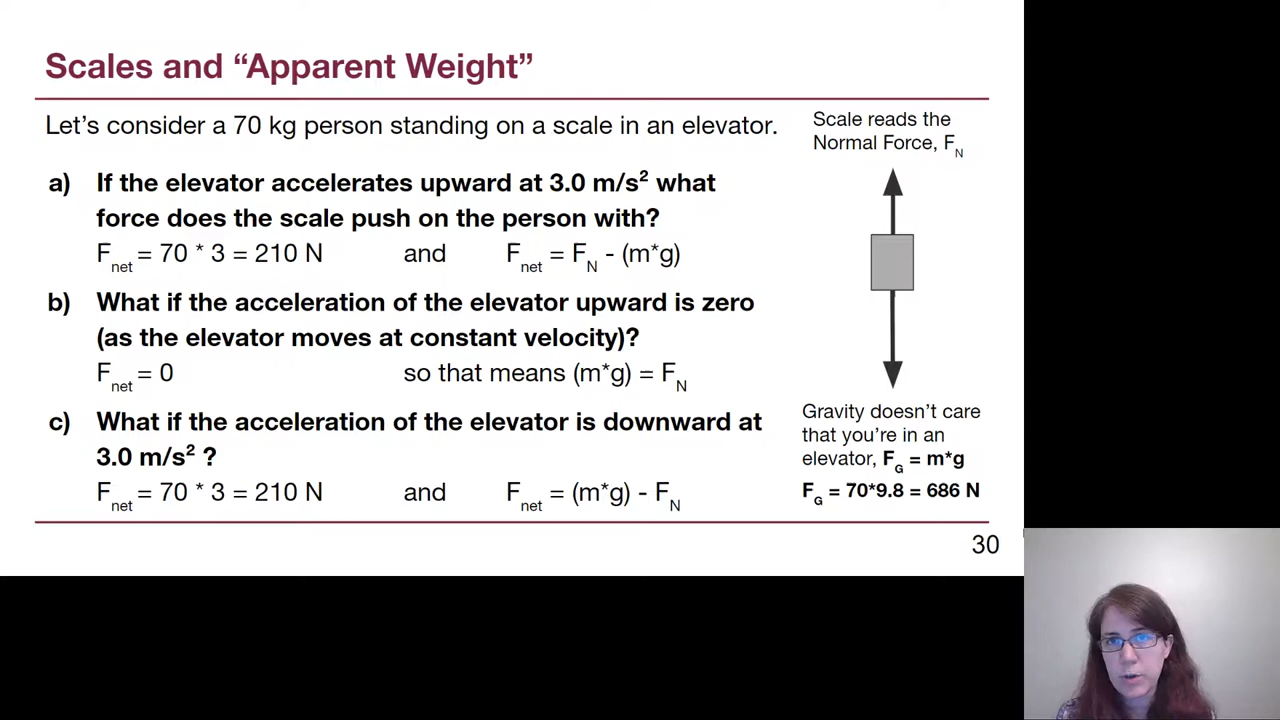 Scales and “Apparent Weight”
Let’s consider a 70 kg person standing on a scale in an elevator.
a) If the elevator accelerates upward at 3.0 m/s² what
force does the scale push on the person with?
Fnet = 70 * 3 = 210 N and Fnet = FN - (m*g)
b) What if the acceleration of the elevator upward is zero
(as the elevator moves at constant velocity)?
Fnet = 0 so that means (m*g) = FN
c) What if the acceleration of the elevator is downward at
3.0 m/s² ?
Fnet = 70 * 3 = 210 N and Fnet = (m*g) - FN
Scale reads the
Normal Force, FN
Gravity doesn’t care
that you’re in an
elevator, FG = m*g
FG = 70*9.8 = 686 N
30